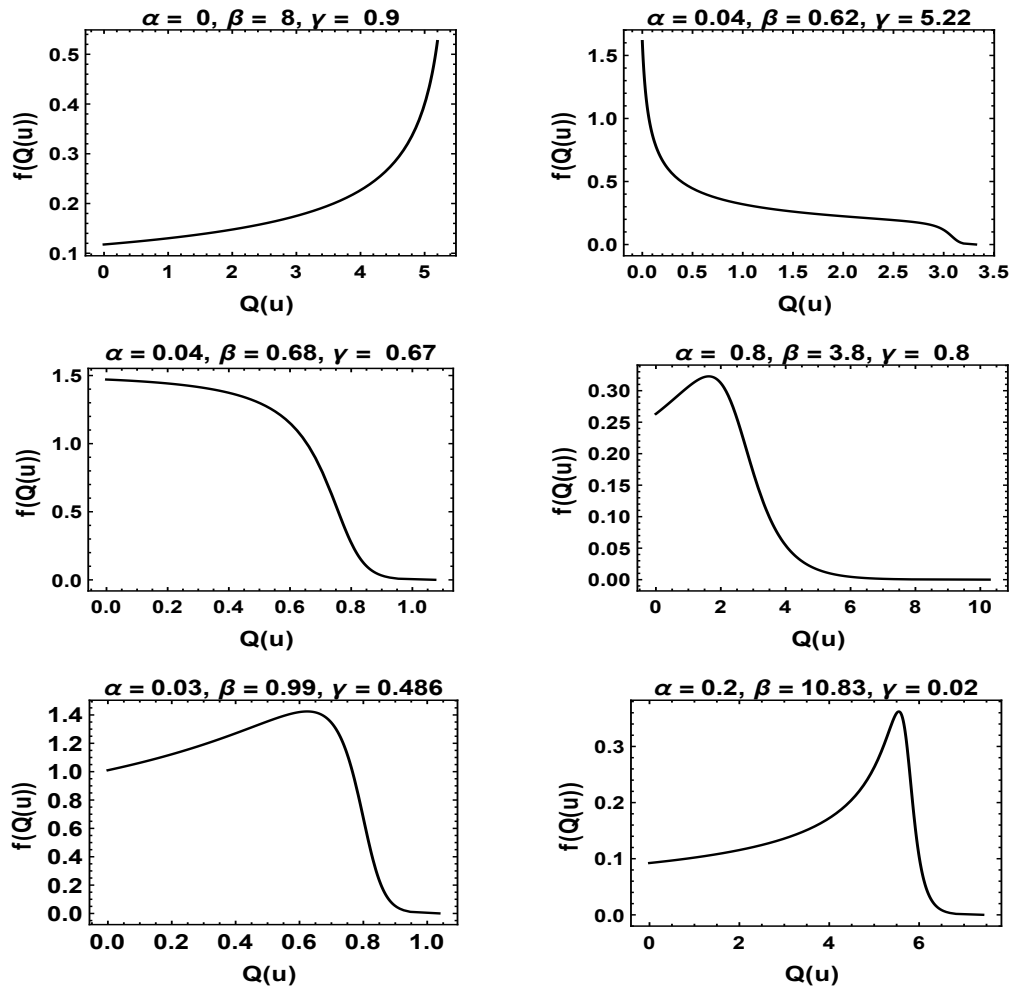 α = 0, β = 8, γ = 0.9
f(Q(u))
0.5
0.4
0.3
0.2
0.1
0 1 2 3 4 5
Q(u)
α = 0.04, β = 0.62, γ = 5.22
f(Q(u))
1.5
1.0
0.5
0.0
0.0 0.5 1.0 1.5 2.0 2.5 3.0 3.5
Q(u)
α = 0.04, β = 0.68, γ = 0.67
f(Q(u))
1.5
1.0
0.5
0.0
0.0 0.2 0.4 0.6 0.8 1.0
Q(u)
α = 0.8, β = 3.8, γ = 0.8
f(Q(u))
0.30
0.25
0.20
0.15
0.10
0.05
0.00
0 2 4 6 8 10
Q(u)
α = 0.03, β = 0.99, γ = 0.486
f(Q(u))
1.4
1.2
1.0
0.8
0.6
0.4
0.2
0.0
0.0 0.2 0.4 0.6 0.8 1.0
Q(u)
α = 0.2, β = 10.83, γ = 0.02
f(Q(u))
0.3
0.2
0.1
0.0
0 2 4 6
Q(u)